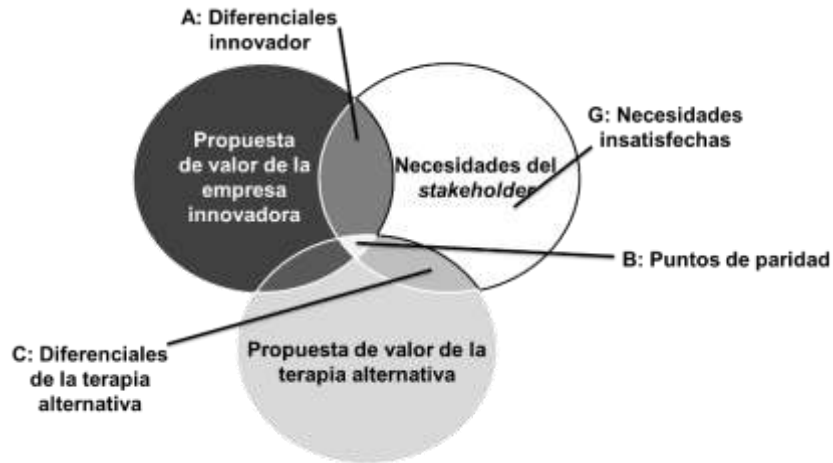 A: Diferenciales
innovador
Propuesta
de valor de la
empresa
innovadora
Necesidades del
stakeholder
G: Necesidades
insatisfechas
B: Puntos de paridad
C: Diferenciales
de la terapia
alternativa
Propuesta de valor de la
terapia alternativa